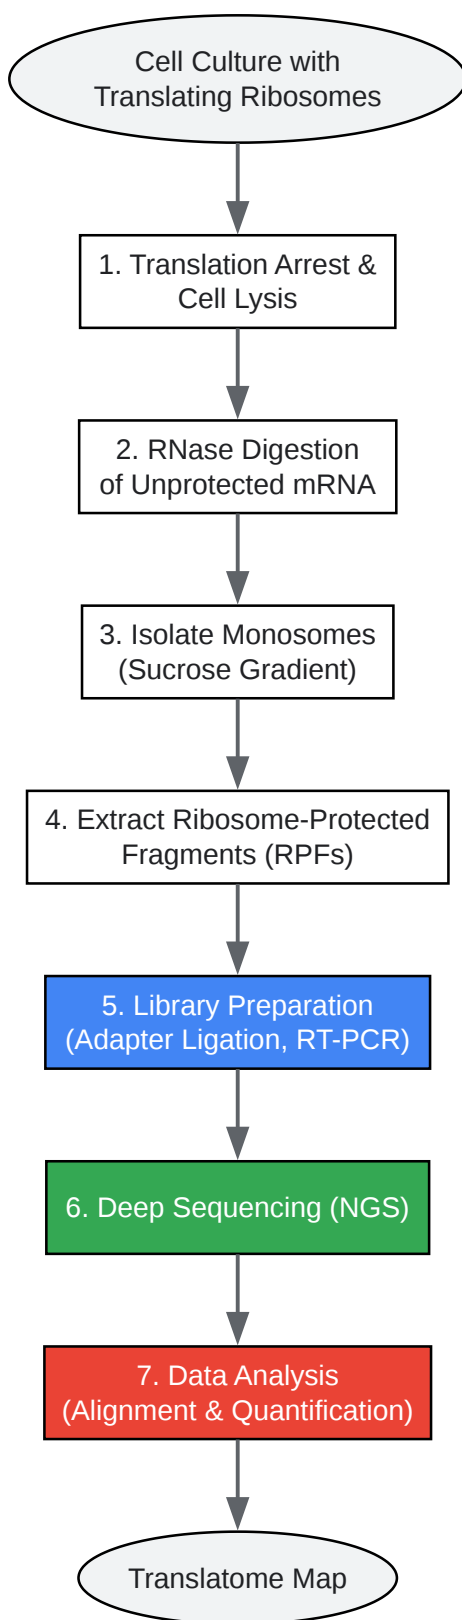 Cell Culture with
Translating Ribosomes
1. Translation Arrest &
Cell Lysis
2. RNase Digestion
of Unprotected mRNA
3. Isolate Monosomes
(Sucrose Gradient)
4. Extract Ribosome-Protected
Fragments (RPFs)
5. Library Preparation
(Adapter Ligation, RT-PCR)
6. Deep Sequencing (NGS)
7. Data Analysis
(Alignment & Quantification)
Translatome Map